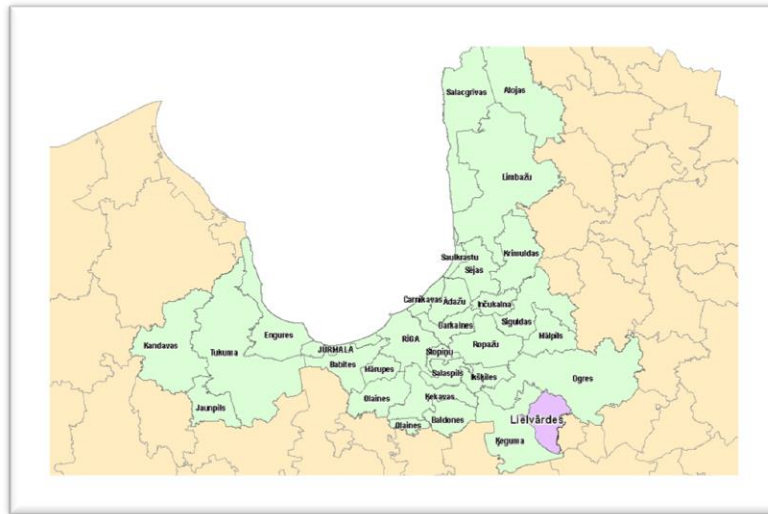 Salacgrīvas
Alojas
Limbažu
Krimuldas
Saulkrastu
Sējas
Carnikavas
Ādažu
Inčukalna
Siguldas
Garkalnes
Mālpils
Engures
RĪGA
Ropažu
Kandavas
Tukuma
JŪRMALA
Stopiņu
Babītes
Mārupes
Salaspils
Ikšķiles
Ogres
Olaines
Ķekavas
Jaunpils
Baldones
Lielvārdes
Olaines
Ķeguma